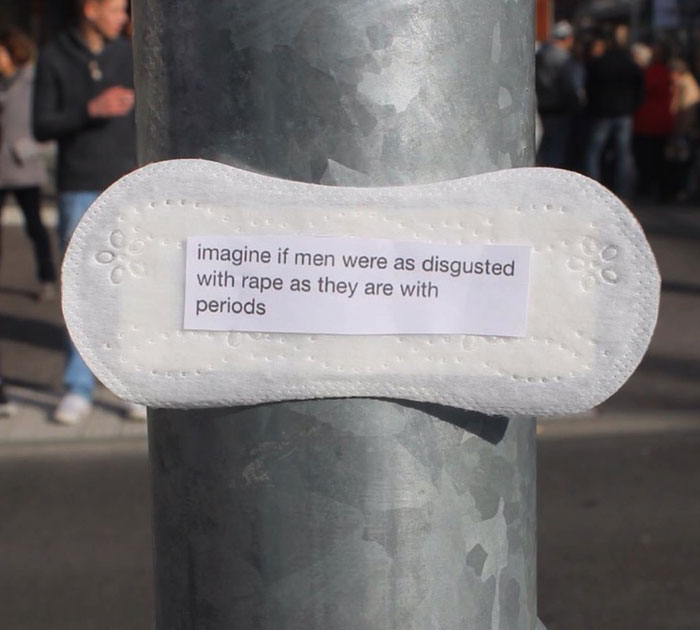 imagine if men were as disgusted
with rape as they are with
periods